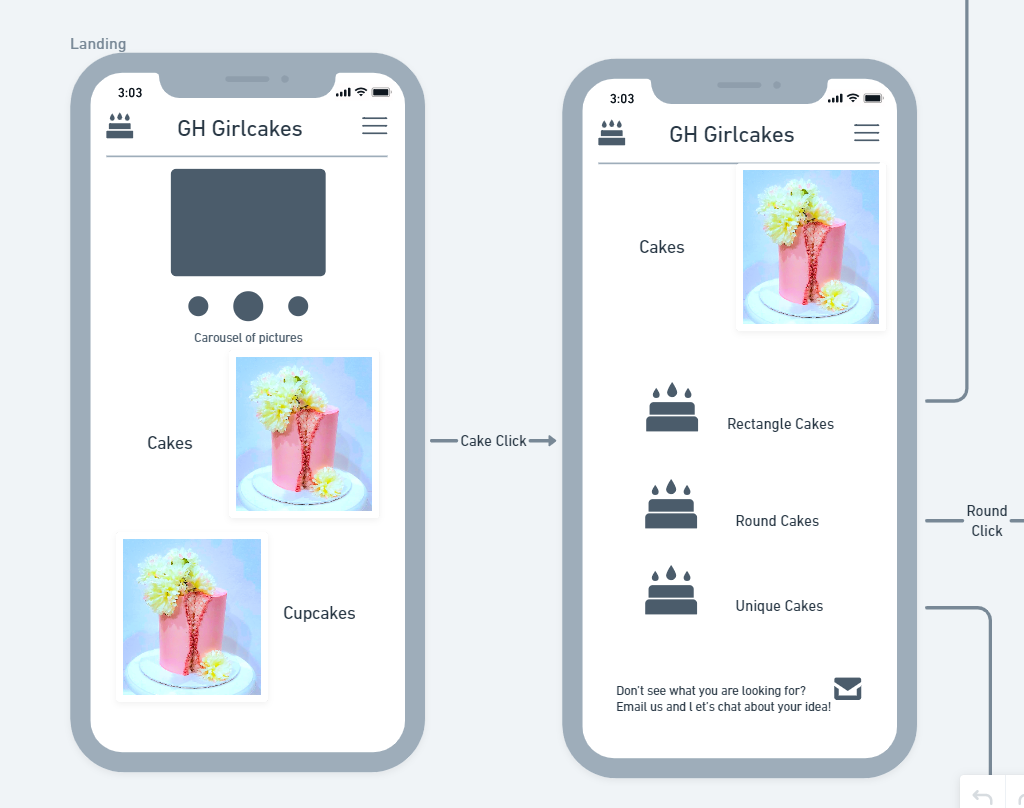 Landing
3:03
GH Girlcakes
Carousel of pictures
Cakes
Cupcakes
Cake Click
3:03
GH Girlcakes
Cakes
Rectangle Cakes
Round Cakes
Unique Cakes
Don't see what you are looking for?
Email us and l et's chat about your idea!
Round
Click